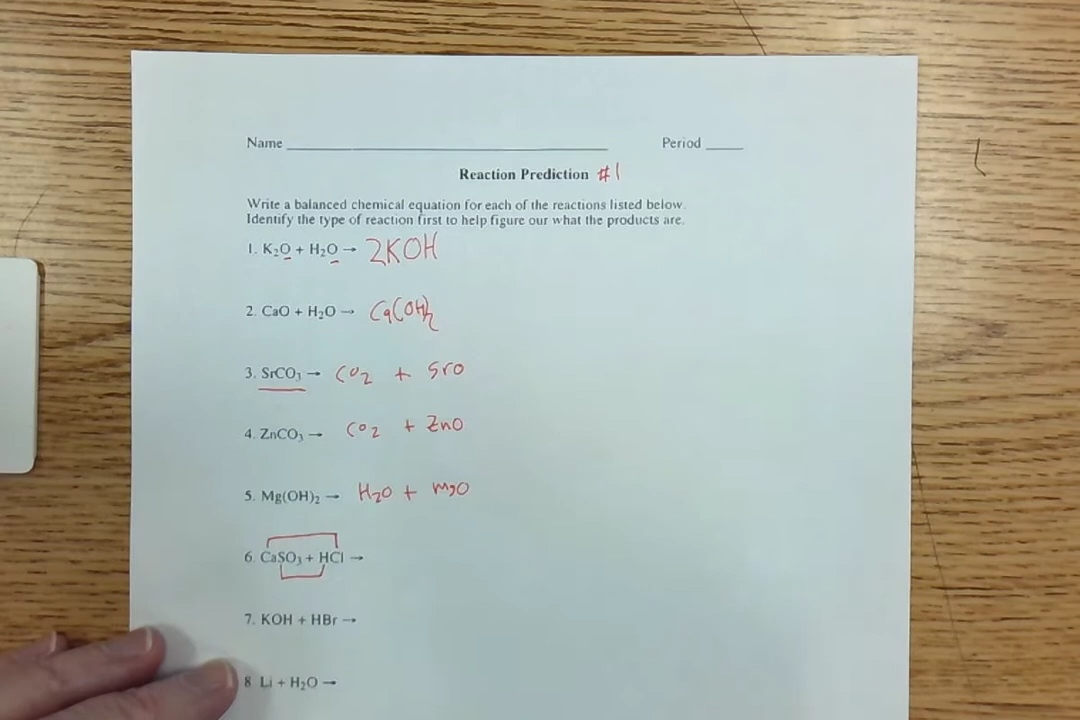 Name ____________ Period ____
Reaction Prediction #1
Write a balanced chemical equation for each of the reactions listed below.
Identify the type of reaction first to help figure our what the products are.
1. K₂O + H₂O → 2KOH
2. CaO + H₂O → Ca(OH)₂
3. SrCO₃ → CO₂ + SrO
4. ZnCO₃ → CO₂ + ZnO
5. Mg(OH)₂ → H₂O + MgO
6. CaSO₃ + HCl →
7. KOH + HBr →
8 Li + H₂O →